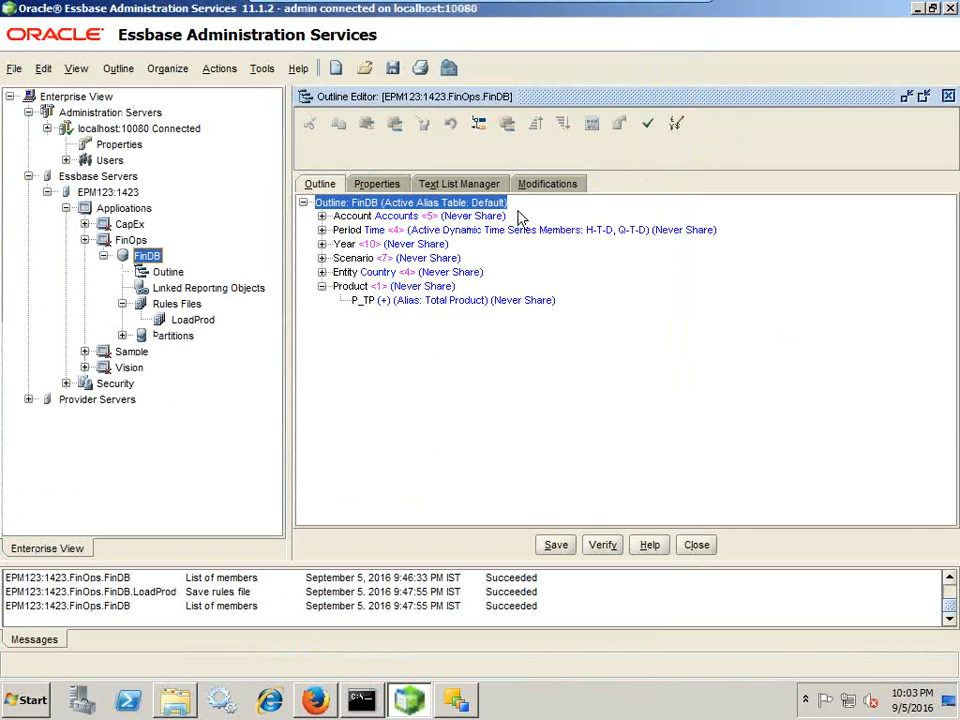 Oracle® Essbase Administration Services 11.1.2 - admin connected on localhost:10080
ORACLE® Essbase Administration Services
File Edit View Outline Organize Actions Tools Help
Enterprise View
Administration Servers
localhost:10080 Connected
Properties
Users
Essbase Servers
EPM123:1423
Applications
CapEx
FinOps
FinDB
Outline
Linked Reporting Objects
Rules Files
LoadProd
Partitions
Sample
Vision
Security
Provider Servers
Enterprise View
Outline Editor: [EPM123:1423.FinOps.FinDB]
Outline Properties Text List Manager Modifications
Outline: FinDB (Active Alias Table: Default)
Account Accounts <5> (Never Share)
Period Time <4> (Active Dynamic Time Series Members: H-T-D, Q-T-D) (Never Share)
Year <10> (Never Share)
Scenario <7> (Never Share)
Entity Country <4> (Never Share)
Product <1> (Never Share)
P_TP (+) (Alias: Total Product) (Never Share)
Save Verify Help Close
EPM123:1423.FinOps.FinDB List of members September 5, 2016 9:46:33 PM IST Succeeded
EPM123:1423.FinOps.FinDB.LoadProd Save rules file September 5, 2016 9:47:55 PM IST Succeeded
EPM123:1423.FinOps.FinDB List of members September 5, 2016 9:47:55 PM IST Succeeded
Messages
Start
10:03 PM
9/5/2016